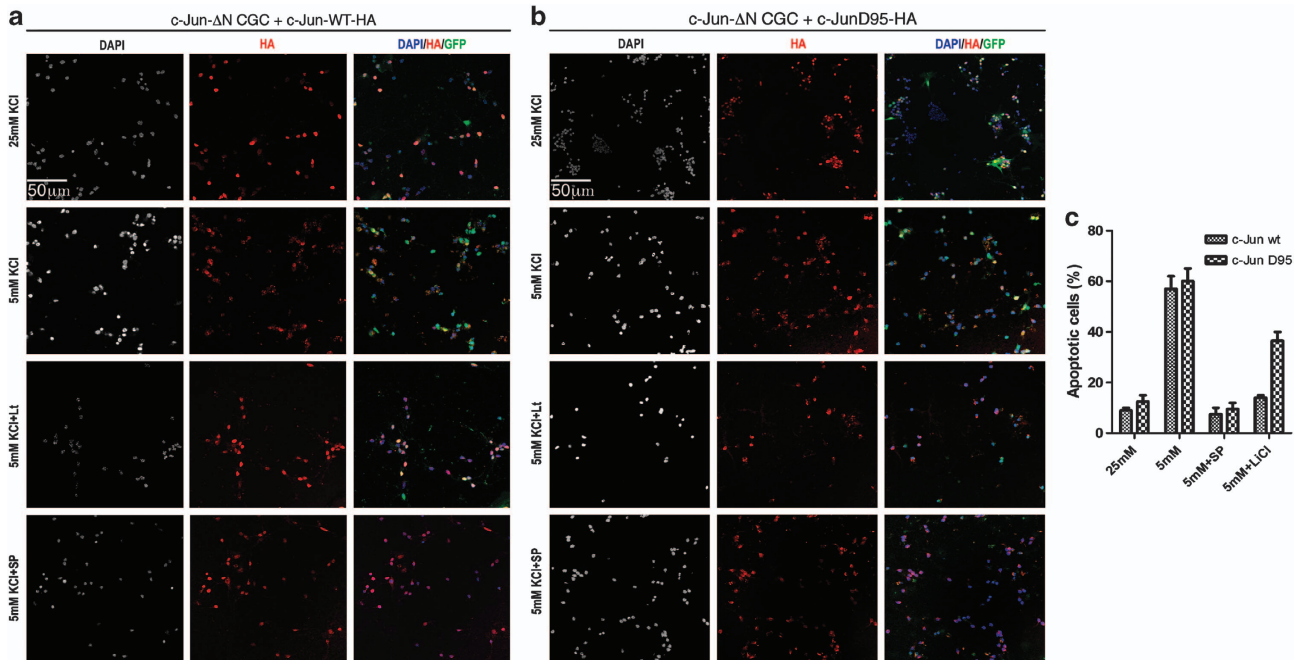 a
c-Jun-ΔN CGC + c-Jun-WT-HA
DAPI
HA
DAPI/HA/GFP
25mM KCl
50μm
5mM KCl
5mM KCl+Lt
5mM KCl+SP
b
c-Jun-ΔN CGC + c-JunD95-HA
DAPI
HA
DAPI/HA/GFP
25mM KCl
50μm
5mM KCl
5mM KCl+Lt
5mM KCl+SP
c
c-Jun wt
c-Jun D95
Apoptotic cells (%)
80
60
40
20
0
25mM
5mM
5mM+SP
5mM+LiCl